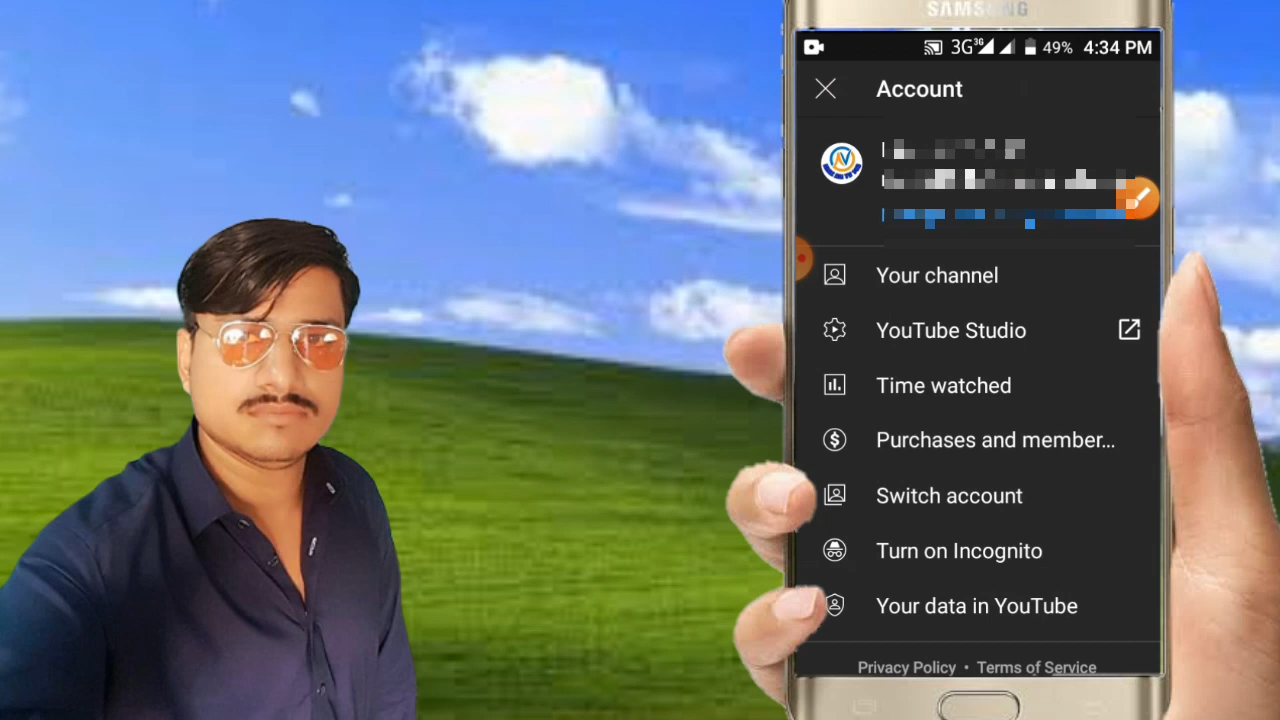 SAMSUNG
3G 3G 49% 4:34 PM
Account
Your channel
YouTube Studio
Time watched
Purchases and member...
Switch account
Turn on Incognito
Your data in YouTube
Privacy Policy • Terms of Service